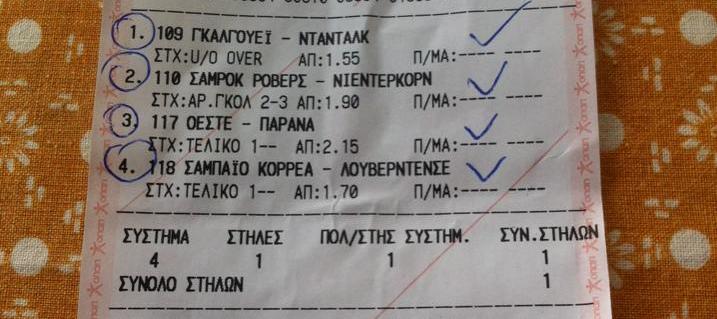 1. 109 ΓΚΑΛΓΟΥΕΪ - ΝΤΑΝΤΑΛΚ
ΣΤΧ:U/O OVER ΑΠ:1.55 Π/ΜΑ:---- ----
2. 110 ΣΑΜΡΟΚ ΡΟΒΕΡΣ - ΝΙΕΝΤΕΡΚΟΡΝ
ΣΤΧ:ΑΡ.ΓΚΟΛ 2-3 ΑΠ:1.90 Π/ΜΑ:---- ----
3. 117 ΟΕΣΤΕ - ΠΑΡΑΝΑ
ΣΤΧ:ΤΕΛΙΚΟ 1-- ΑΠ:2.15 Π/ΜΑ:---- ----
4. 118 ΣΑΜΠΑΪΟ ΚΟΡΡΕΑ - ΛΟΥΒΕΡΝΤΕΝΣΕ
ΣΤΧ:ΤΕΛΙΚΟ 1-- ΑΠ:1.70 Π/ΜΑ:---- ----
ΣΥΣΤΗΜΑ ΣΤΗΛΕΣ ΠΟΛ/ΣΤΗΣ ΣΥΣΤΗΜ. ΣΥΝ.ΣΤΗΛΩΝ
4 1 1 1
ΣΥΝΟΛΟ ΣΤΗΛΩΝ 1